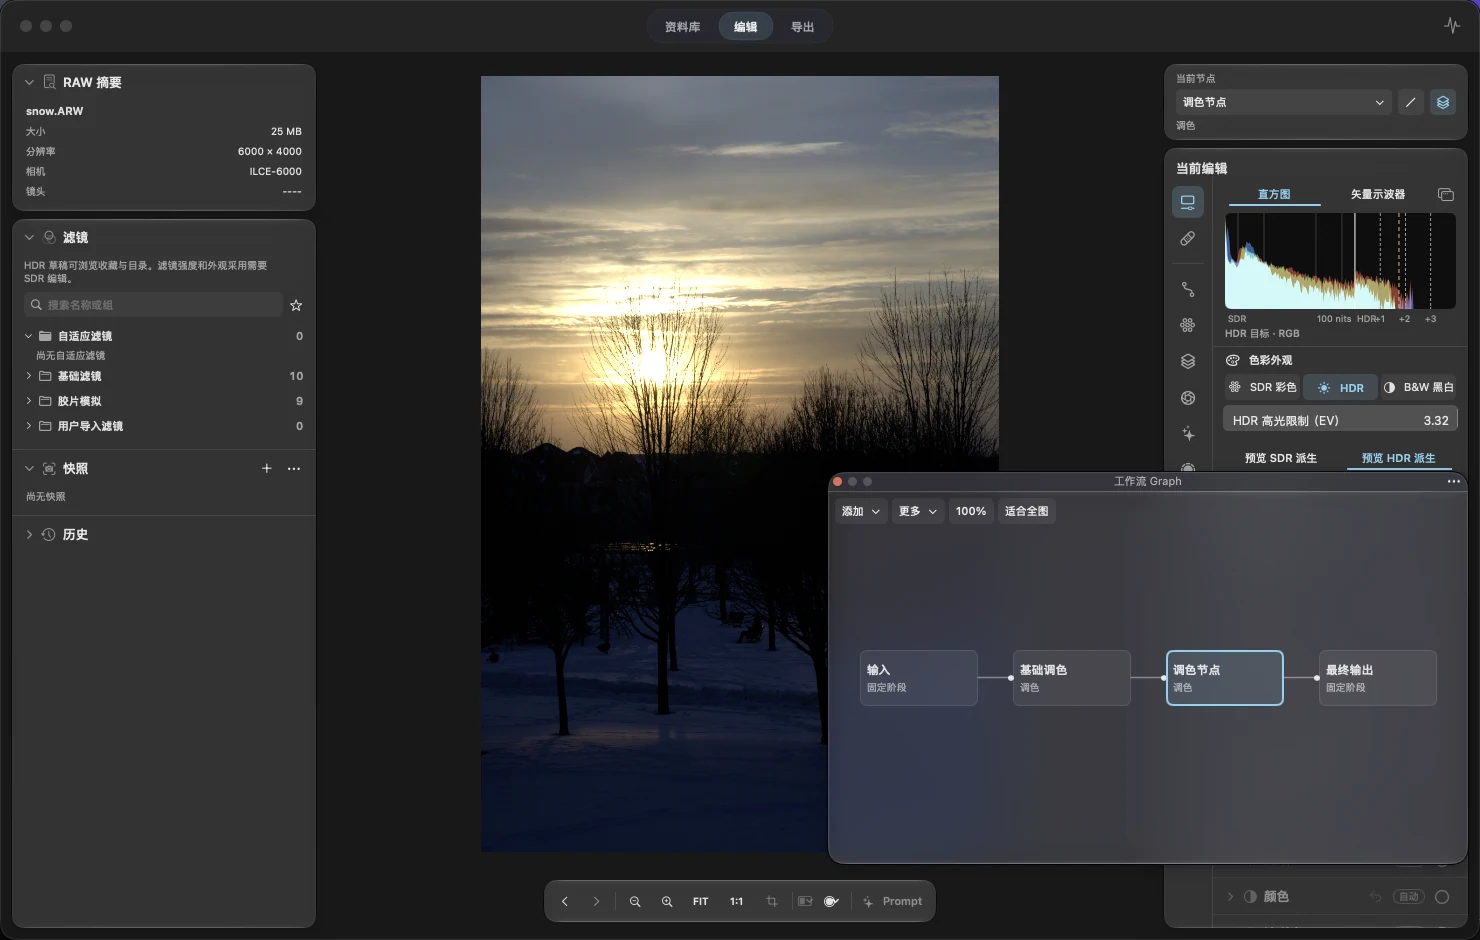 资料库
编辑
导出
RAW 摘要
snow.ARW
大小 25 MB
分辨率 6000 × 4000
相机 ILCE-6000
镜头 ----
滤镜
HDR 草稿可浏览收藏与目录。滤镜强度和外观采用需要
SDR 编辑。
搜索名称或组
自适应滤镜 0
尚无自适应滤镜
基础滤镜 10
胶片模拟 9
用户导入滤镜 0
快照
尚无快照
历史
FIT
1:1
Prompt
当前节点
调色节点
调色
当前编辑
直方图 矢量示波器
SDR 100 nits HDR +1 +2 +3
HDR 目标 · RGB
色彩外观
SDR 彩色 HDR B&W 黑白
HDR 高光限制 (EV) 3.32
预览 SDR 派生 预览 HDR 派生
工作流 Graph
添加 更多 100% 适合全图
输入
固定阶段
基础调色
调色
调色节点
调色
最终输出
固定阶段
颜色 自动